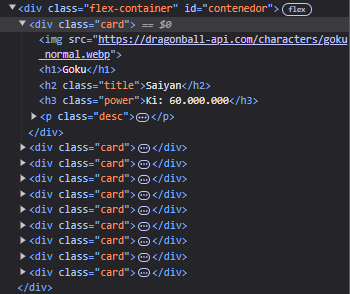 <div class="flex-container" id="contenedor"> flex
<div class="card"> == $0
<img src="https://dragonball-api.com/characters/goku
_normal.webp">
<h1>Goku</h1>
<h2 class="title">Saiyan</h2>
<h3 class="power">Ki: 60.000.000</h3>
<p class="desc">…</p>
</div>
<div class="card">…</div>
<div class="card">…</div>
<div class="card">…</div>
<div class="card">…</div>
<div class="card">…</div>
<div class="card">…</div>
<div class="card">…</div>
<div class="card">…</div>
<div class="card">…</div>
</div>